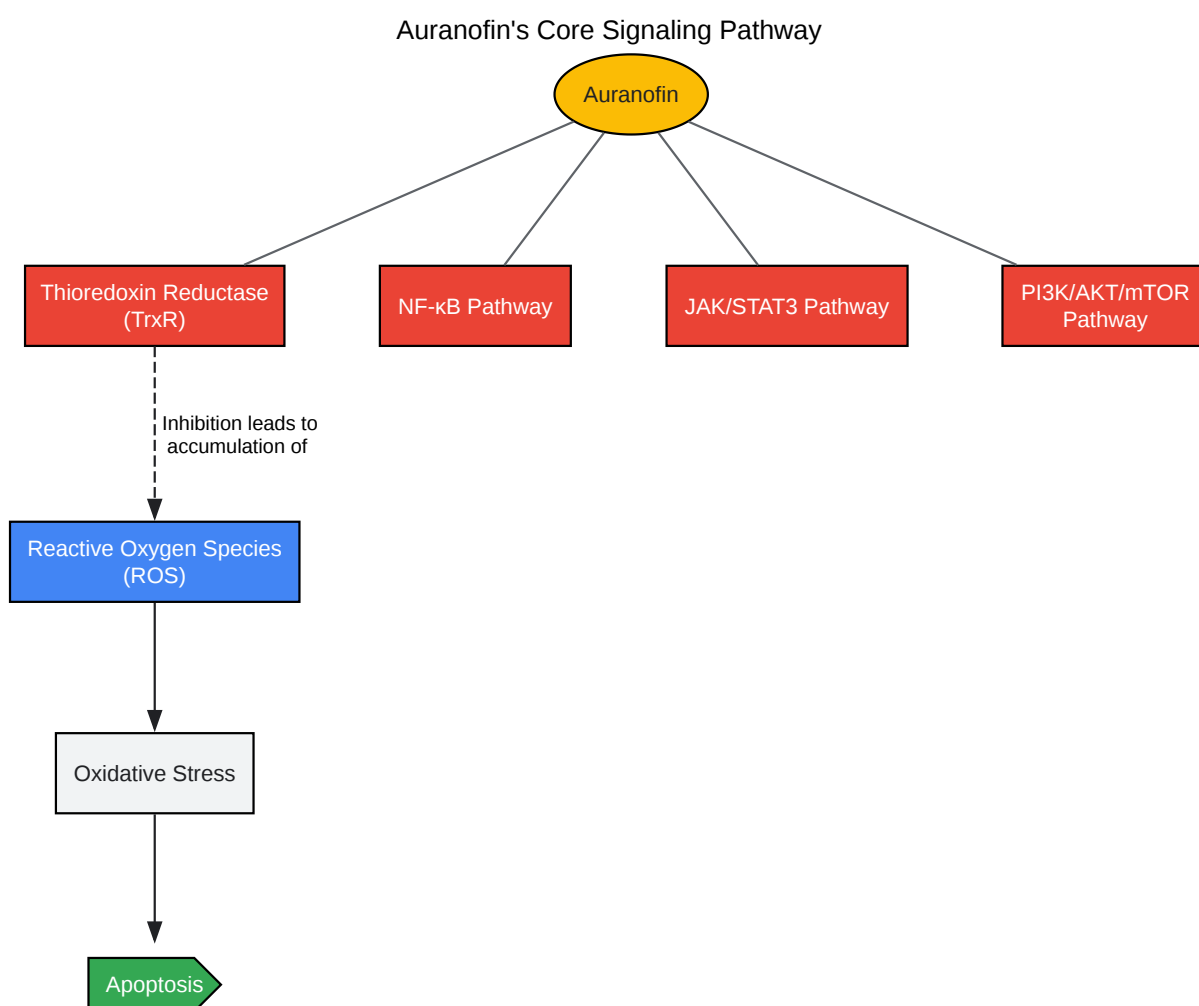 Auranofin's Core Signaling Pathway
Auranofin
Thioredoxin Reductase
(TrxR)
NF-κB Pathway
JAK/STAT3 Pathway
PI3K/AKT/mTOR
Pathway
Inhibition leads to
accumulation of
Reactive Oxygen Species
(ROS)
Oxidative Stress
Apoptosis